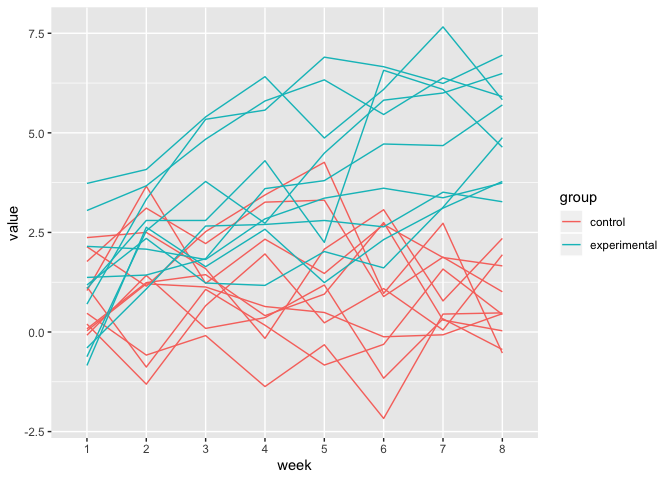 7.5
5.0
2.5
0.0
-2.5
value
1 2 3 4 5 6 7 8
week
group
control
experimental